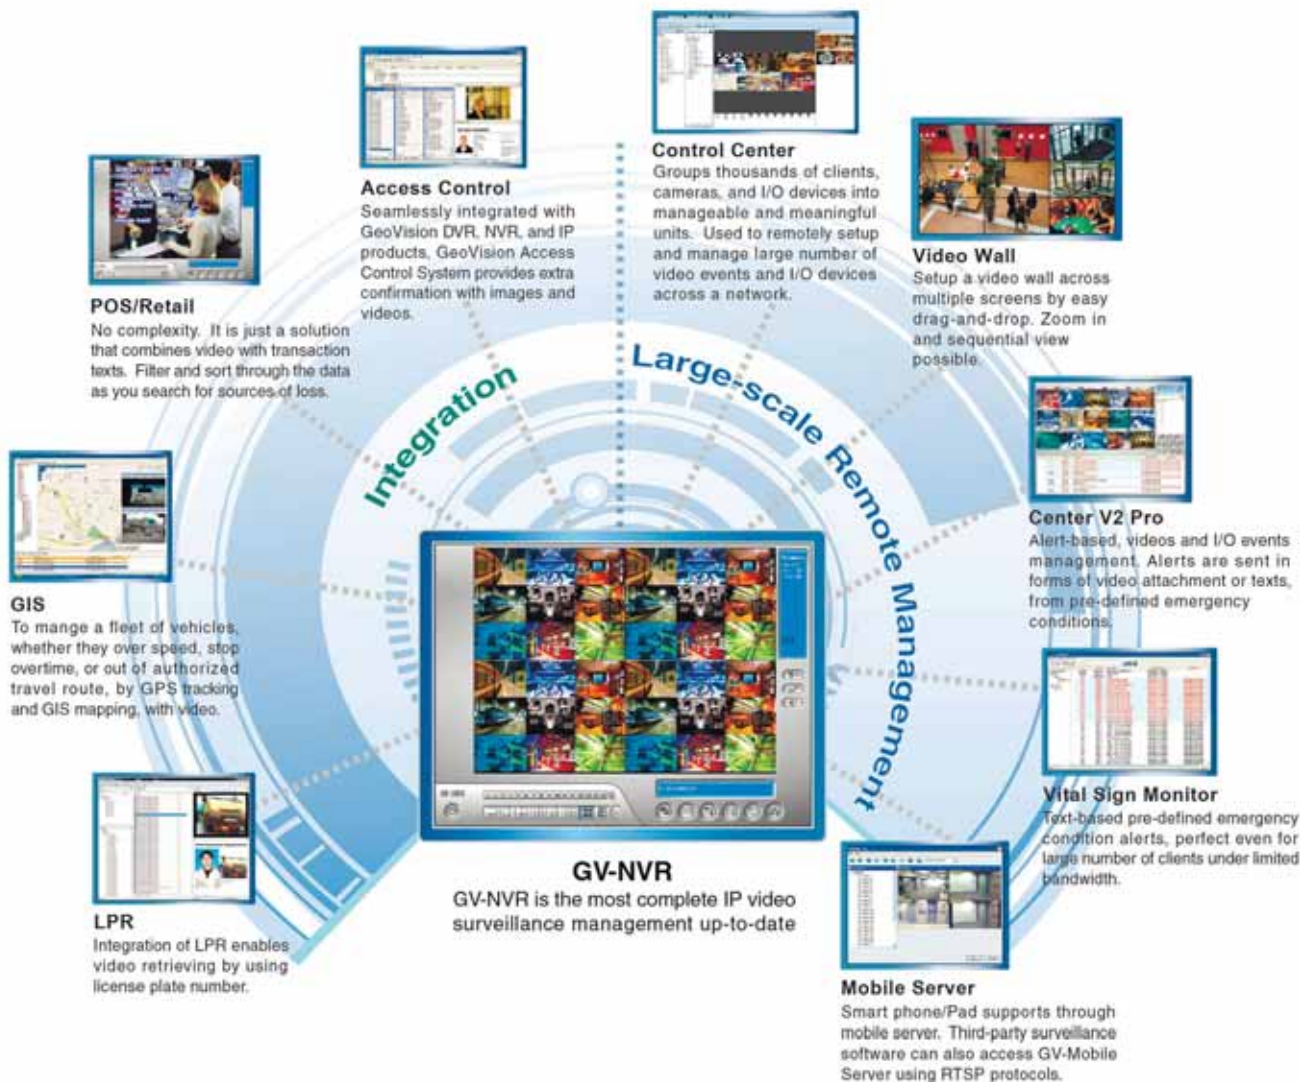 Control Center
Groups thousands of clients,
cameras, and I/O devices into
manageable and meaningful
units. Used to remotely setup
and manage large number of
video events and I/O devices
across a network.
Access Control
Seamlessly integrated with
GeoVision DVR, NVR, and IP
products, GeoVision Access
Control System provides extra
confirmation with images and
videos.
Video Wall
Setup a video wall across
multiple screens by easy
drag-and-drop. Zoom in
and sequential view
possible.
POS/Retail
No complexity. It is just a solution
that combines video with transaction
texts. Filter and sort through the data
as you search for sources of loss.
Integration
Large-scale Remote Management
Center V2 Pro
Alert-based, videos and I/O events
management. Alerts are sent in
forms of video attachment or texts,
from pre-defined emergency
conditions.
GIS
To mange a fleet of vehicles,
whether they over speed, stop
overtime, or out of authorized
travel route, by GPS tracking
and GIS mapping, with video.
Vital Sign Monitor
Text-based pre-defined emergency
condition alerts, perfect even for
large number of clients under limited
bandwidth.
GV-NVR
GV-NVR is the most complete IP video
surveillance management up-to-date
LPR
Integration of LPR enables
video retrieving by using
license plate number.
Mobile Server
Smart phone/Pad supports through
mobile server. Third-party surveillance
software can also access GV-Mobile
Server using RTSP protocols.